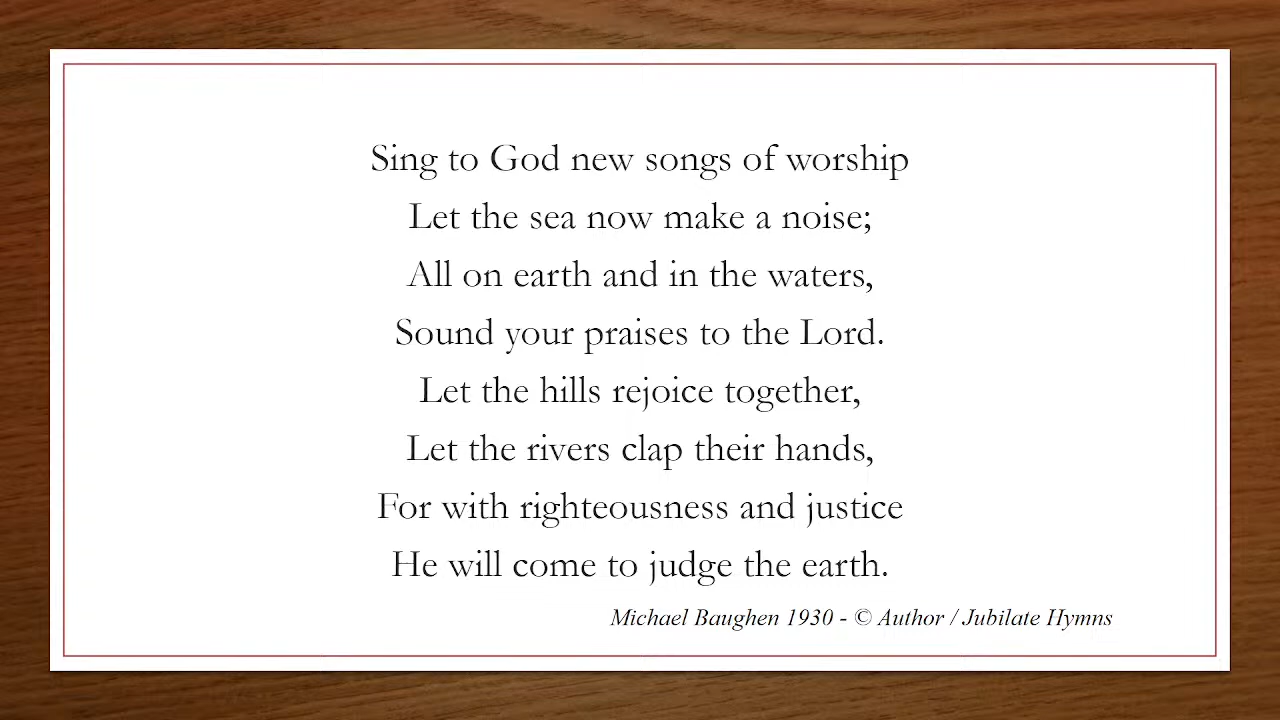 Sing to God new songs of worship
Let the sea now make a noise;
All on earth and in the waters,
Sound your praises to the Lord.
Let the hills rejoice together,
Let the rivers clap their hands,
For with righteousness and justice
He will come to judge the earth.
Michael Baughen 1930 - © Author / Jubilate Hymns